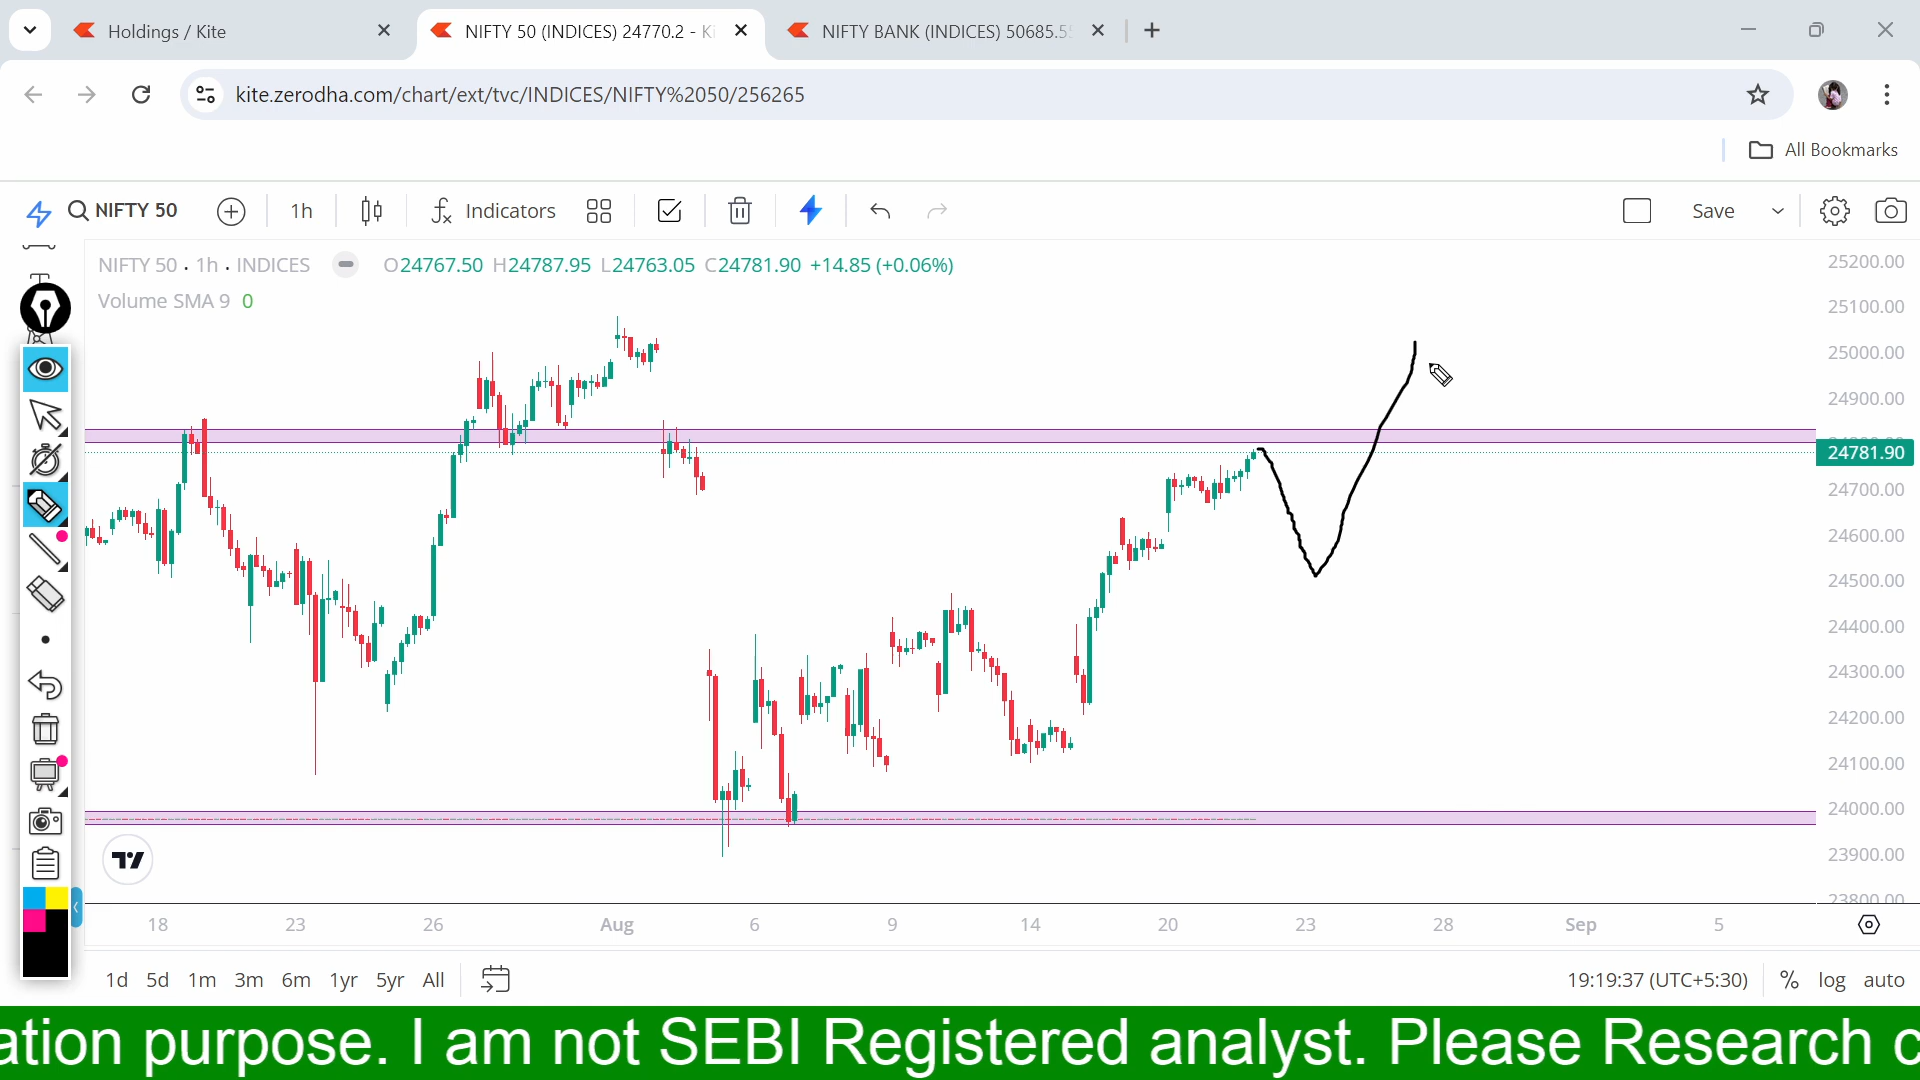 Holdings / Kite
NIFTY 50 (INDICES) 24770.2 - Ki
NIFTY BANK (INDICES) 50685.55
kite.zerodha.com/chart/ext/tvc/INDICES/NIFTY%2050/256265
All Bookmarks
NIFTY 50
1h
Indicators
Save
NIFTY 50 · 1h · INDICES O24767.50 H24787.95 L24763.05 C24781.90 +14.85 (+0.06%)
Volume SMA 9 0
25200.00
25100.00
25000.00
24900.00
24781.90
24700.00
24600.00
24500.00
24400.00
24300.00
24200.00
24100.00
24000.00
23900.00
23800.00
18 23 26 Aug 6 9 14 20 23 28 Sep 5
1d 5d 1m 3m 6m 1yr 5yr All
19:19:37 (UTC+5:30) % log auto
ation purpose. I am not SEBI Registered analyst. Please Research c